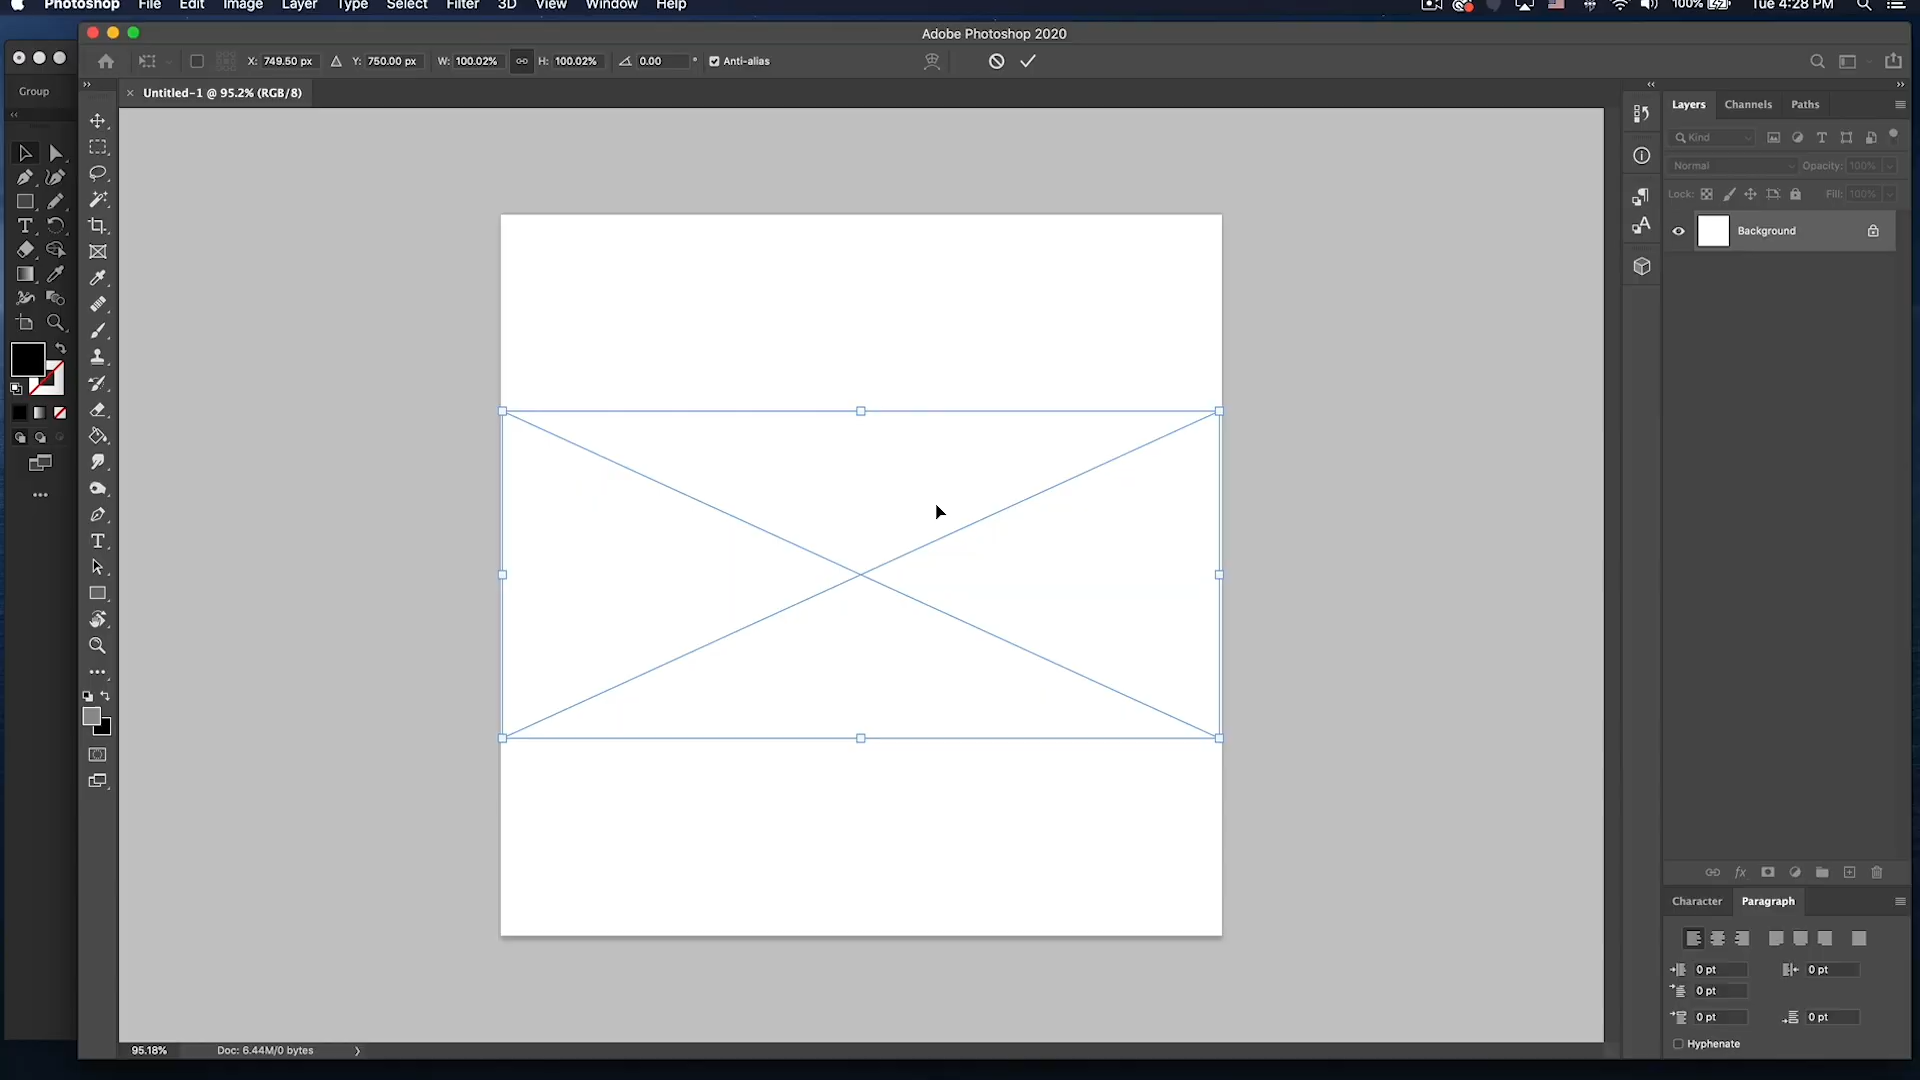 Photoshop File Edit Image Layer Type Select Filter 3D View Window Help 100% Tue 4:28 PM
Adobe Photoshop 2020
X: 749.50 px Y: 750.00 px W: 100.02% H: 100.02% 0.00 ° Anti-alias
Group
Untitled-1 @ 95.2% (RGB/8)
Layers Channels Paths
Kind
Normal Opacity: 100%
Lock: Fill: 100%
Background
Character Paragraph
0 pt 0 pt
0 pt
0 pt 0 pt
Hyphenate
95.18% Doc: 6.44M/0 bytes